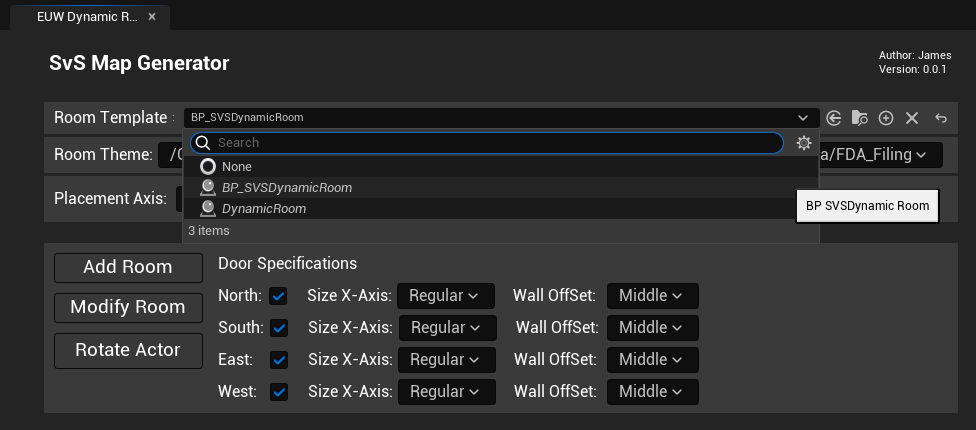 EUW Dynamic R... ×
SvS Map Generator
Author: James
Version: 0.0.1
Room Template : BP_SVSDynamicRoom
Search
Room Theme: a/FDA_Filing
None
BP_SVSDynamicRoom
Placement Axis:
BP SVSDynamic Room
DynamicRoom
3 items
Add Room
Modify Room
Rotate Actor
Door Specifications
North: Size X-Axis: Regular Wall OffSet: Middle
South: Size X-Axis: Regular Wall OffSet: Middle
East: Size X-Axis: Regular Wall OffSet: Middle
West: Size X-Axis: Regular Wall OffSet: Middle